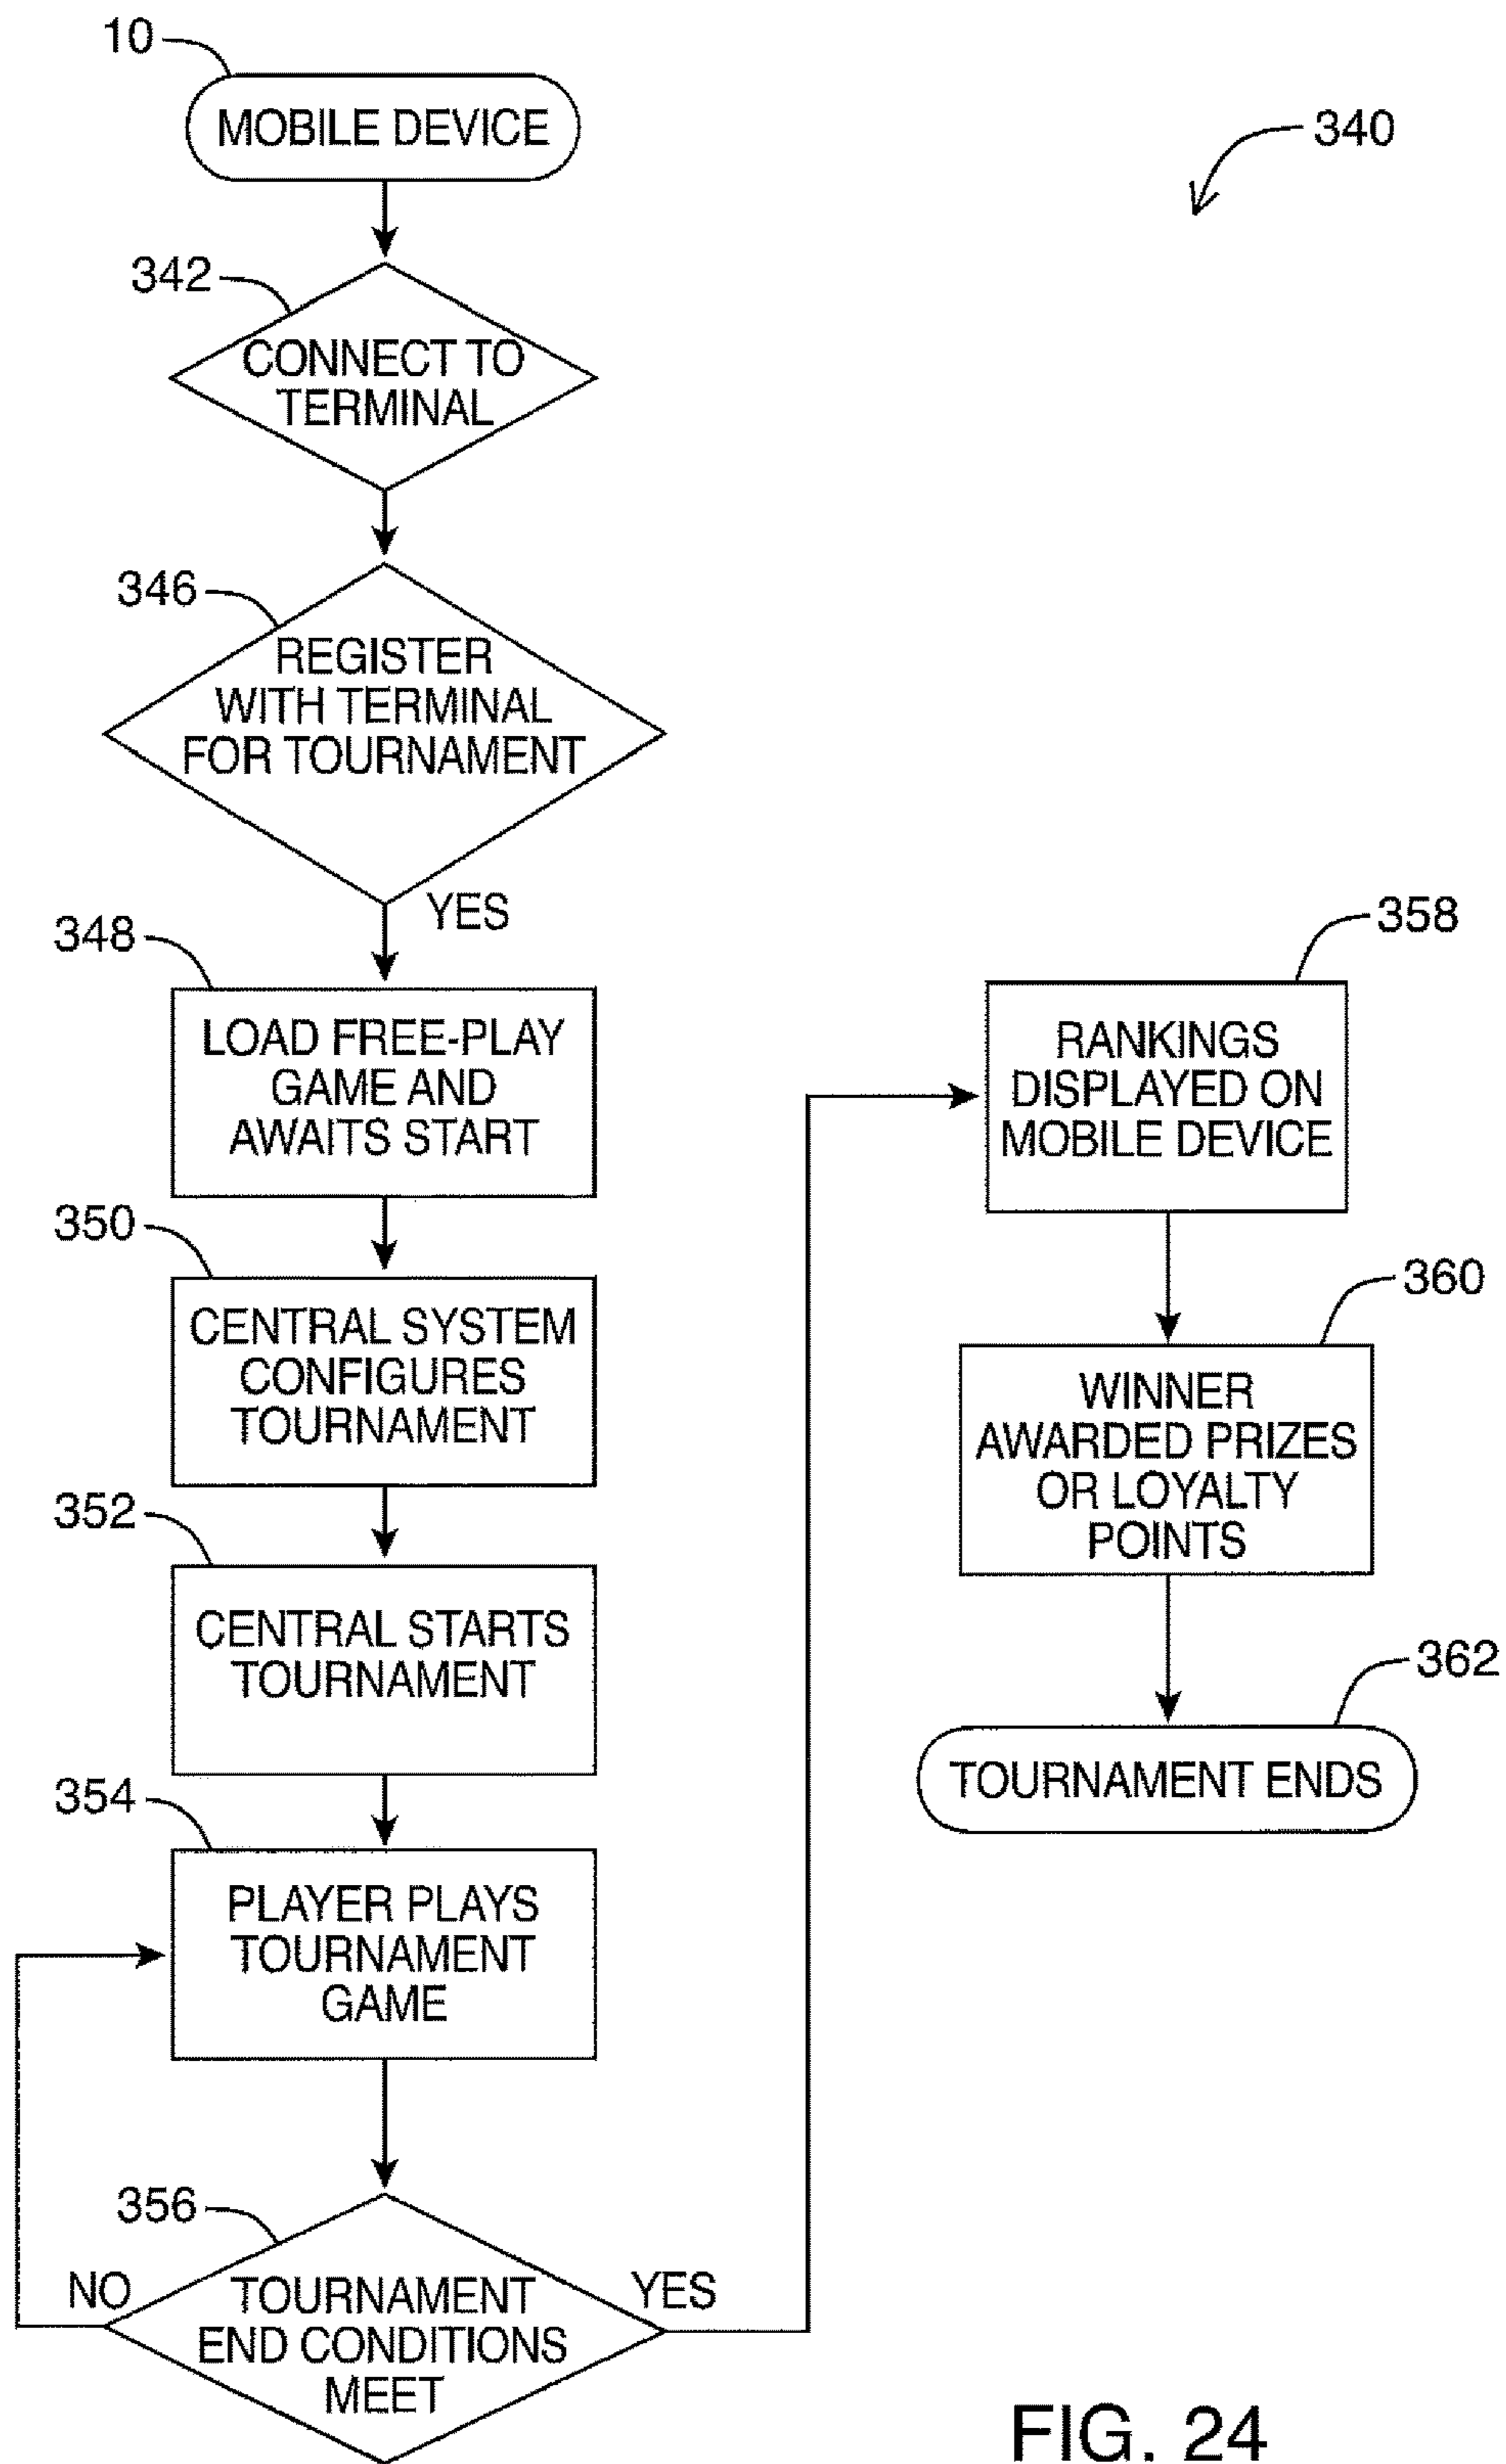 10
MOBILE DEVICE
340
342
CONNECT TO
TERMINAL
346
REGISTER
WITH TERMINAL
FOR TOURNAMENT
YES
348
LOAD FREE-PLAY
GAME AND
AWAITS START
350
CENTRAL SYSTEM
CONFIGURES
TOURNAMENT
352
CENTRAL STARTS
TOURNAMENT
354
PLAYER PLAYS
TOURNAMENT
GAME
356
NO
TOURNAMENT
END CONDITIONS
MEET
YES
358
RANKINGS
DISPLAYED ON
MOBILE DEVICE
360
WINNER
AWARDED PRIZES
OR LOYALTY
POINTS
362
TOURNAMENT ENDS
FIG. 24